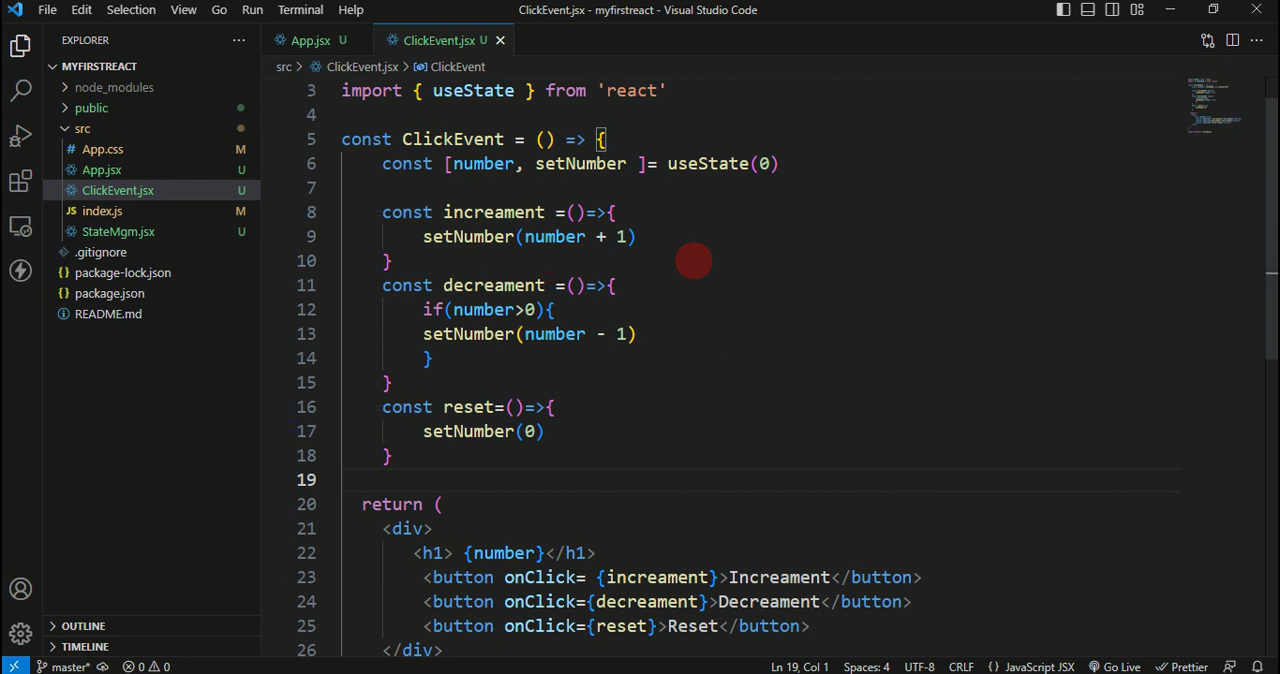 File Edit Selection View Go Run Terminal Help ClickEvent.jsx - myfirstreact - Visual Studio Code
EXPLORER
MYFIRSTREACT
node_modules
public
src
# App.css M
App.jsx U
ClickEvent.jsx U
JS index.js M
StateMgm.jsx U
.gitignore
{} package-lock.json
{} package.json
README.md
OUTLINE
TIMELINE
App.jsx U ClickEvent.jsx U
src > ClickEvent.jsx > ClickEvent
3 import { useState } from 'react'
4
5 const ClickEvent = () => {
6 const [number, setNumber ]= useState(0)
7
8 const increament =()=>{
9 setNumber(number + 1)
10 }
11 const decreament =()=>{
12 if(number>0){
13 setNumber(number - 1)
14 }
15 }
16 const reset=()=>{
17 setNumber(0)
18 }
19
20 return (
21 <div>
22 <h1> {number}</h1>
23 <button onClick= {increament}>Increament</button>
24 <button onClick={decreament}>Decreament</button>
25 <button onClick={reset}>Reset</button>
26 </div>
master* 0 0 Ln 19, Col 1 Spaces: 4 UTF-8 CRLF {} JavaScript JSX Go Live Prettier